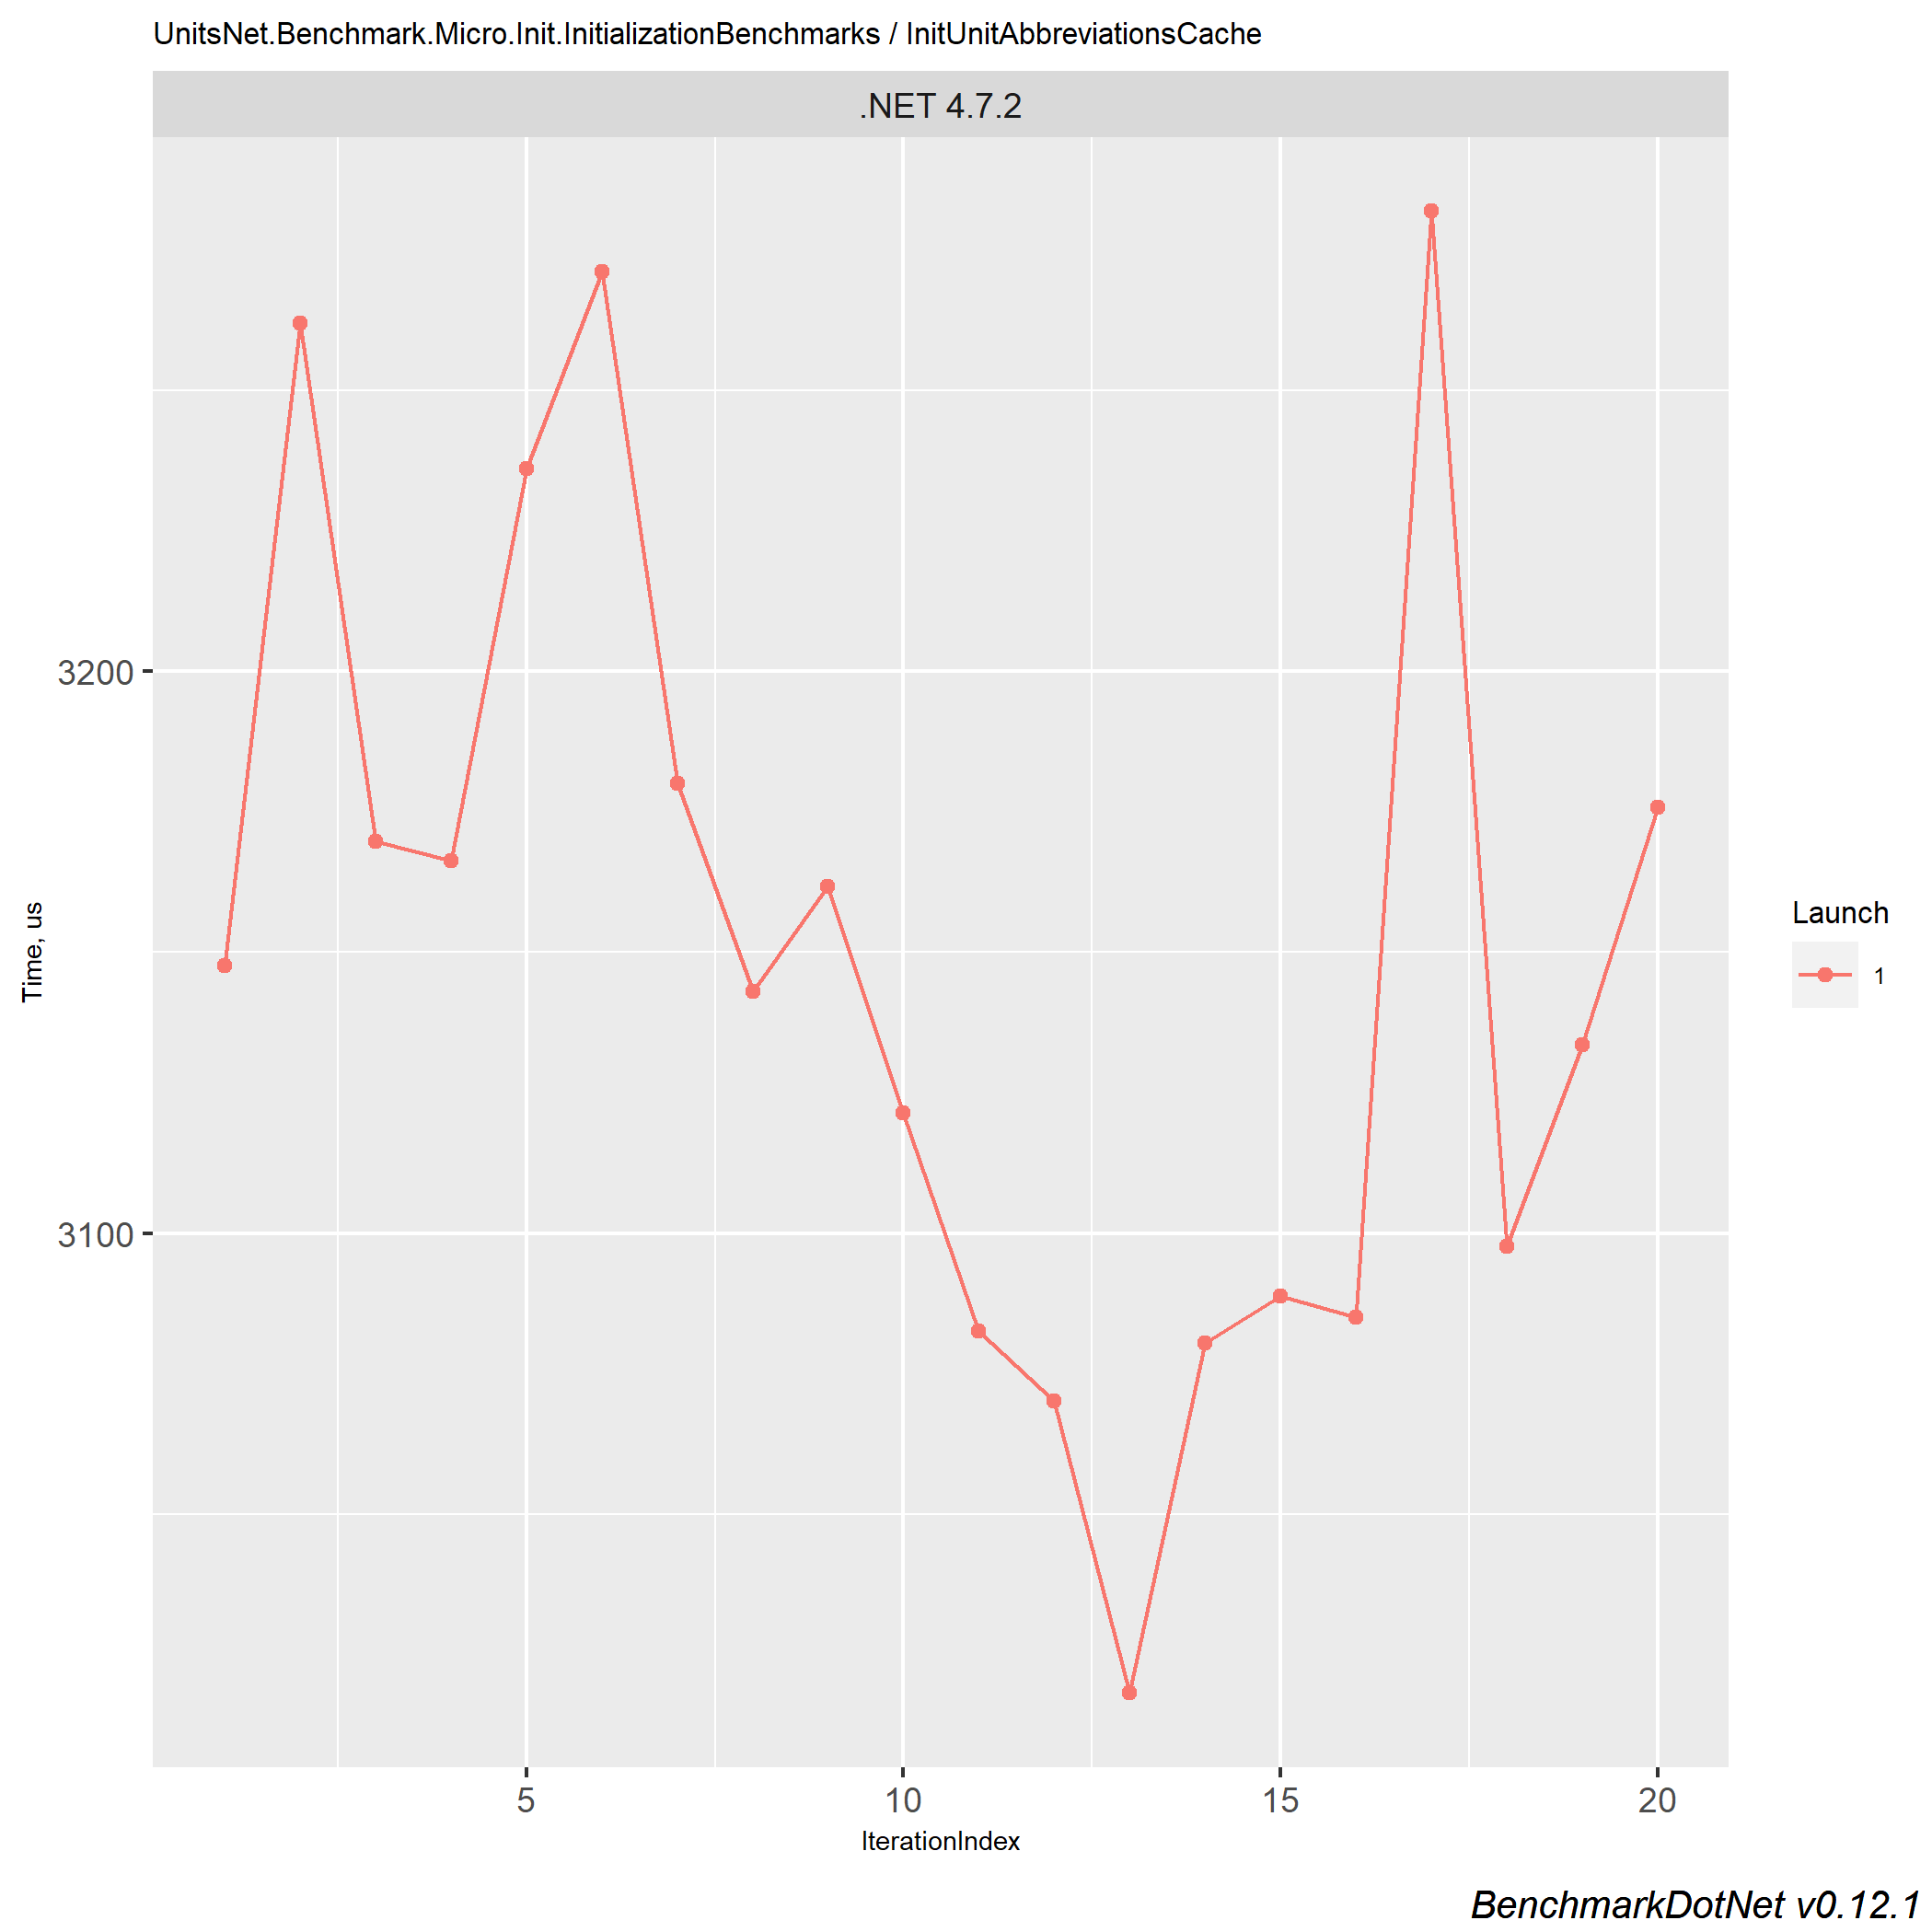 UnitsNet.Benchmark.Micro.Init.InitializationBenchmarks / InitUnitAbbreviationsCache
.NET 4.7.2
3200
3100
Time, us
Launch
1
5 10 15 20
IterationIndex
BenchmarkDotNet v0.12.1